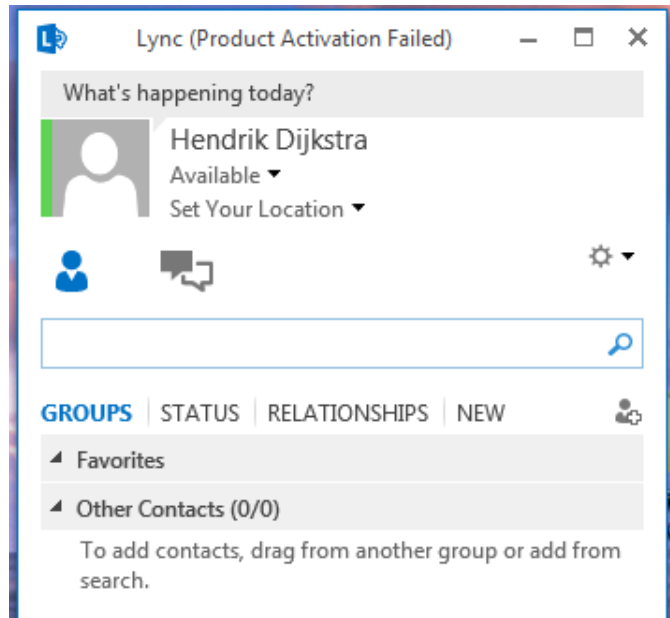 Lync (Product Activation Failed)
What's happening today?
Hendrik Dijkstra
Available
Set Your Location
GROUPS STATUS RELATIONSHIPS NEW
Favorites
Other Contacts (0/0)
To add contacts, drag from another group or add from
search.